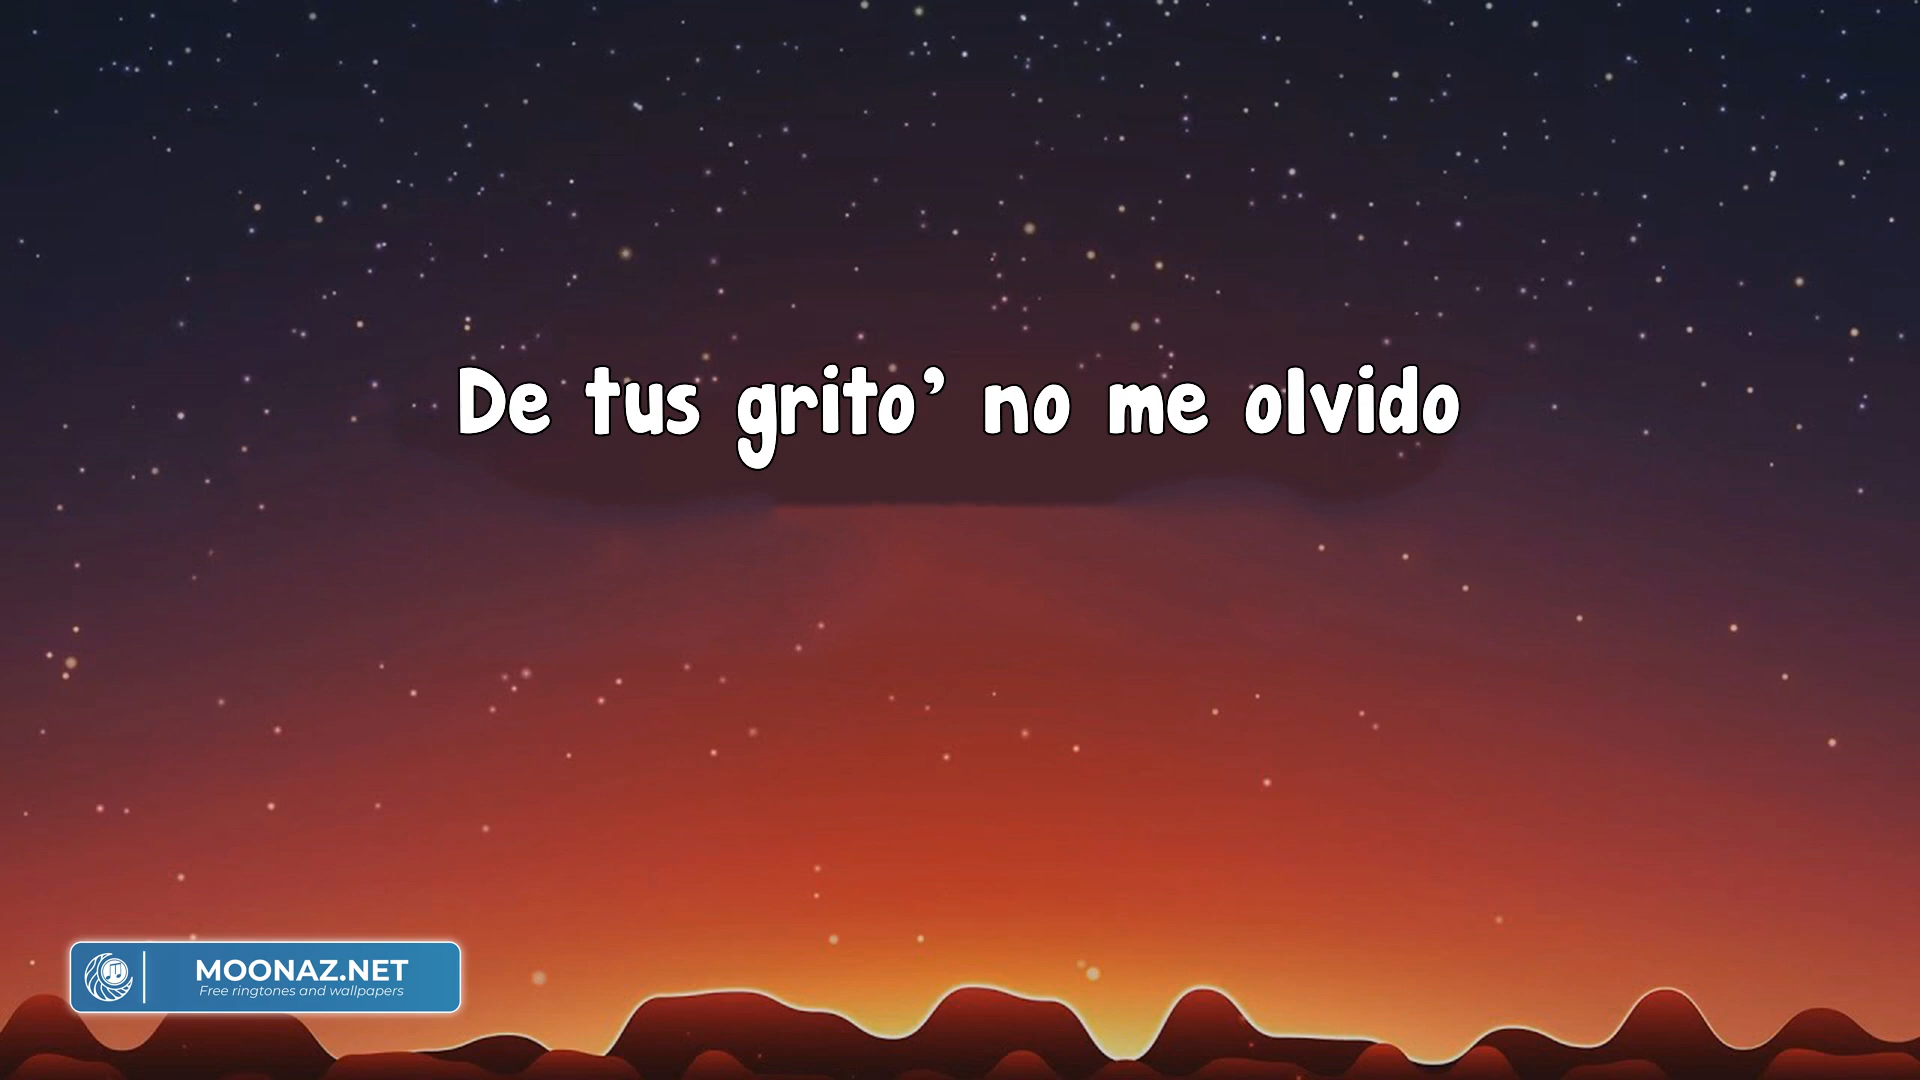 De tus grito’ no me olvido
MOONAZ.NET
Free ringtones and wallpapers